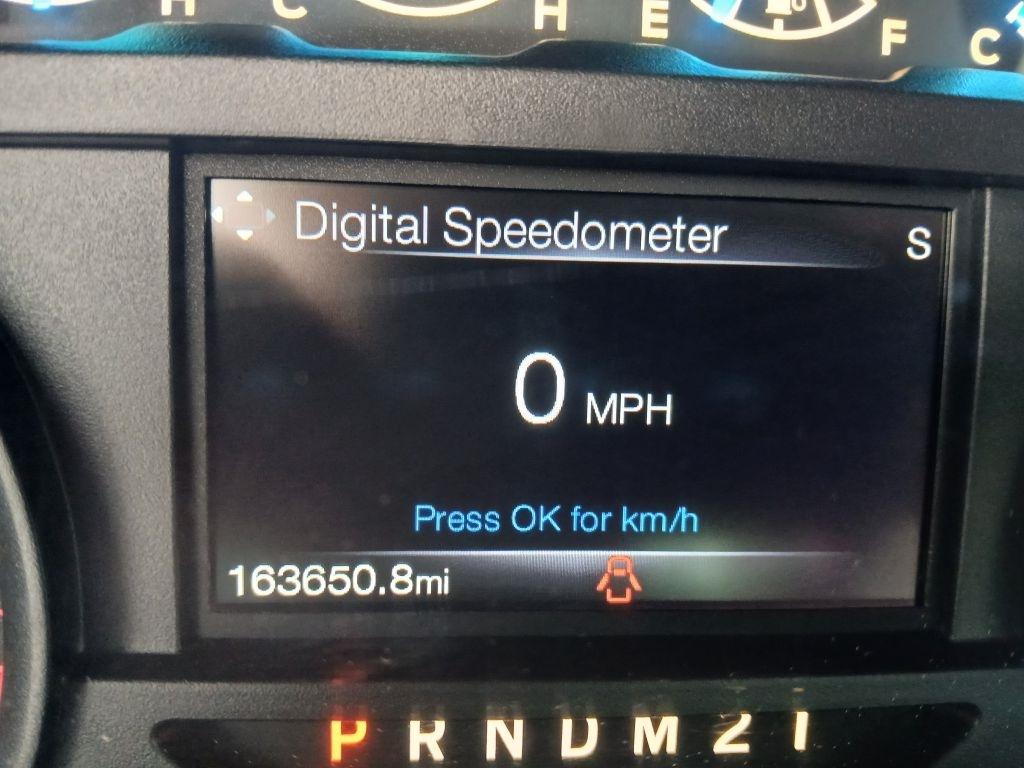 H C H E F C
Digital Speedometer S
0 MPH
Press OK for km/h
163650.8mi
P R N D M 2 1